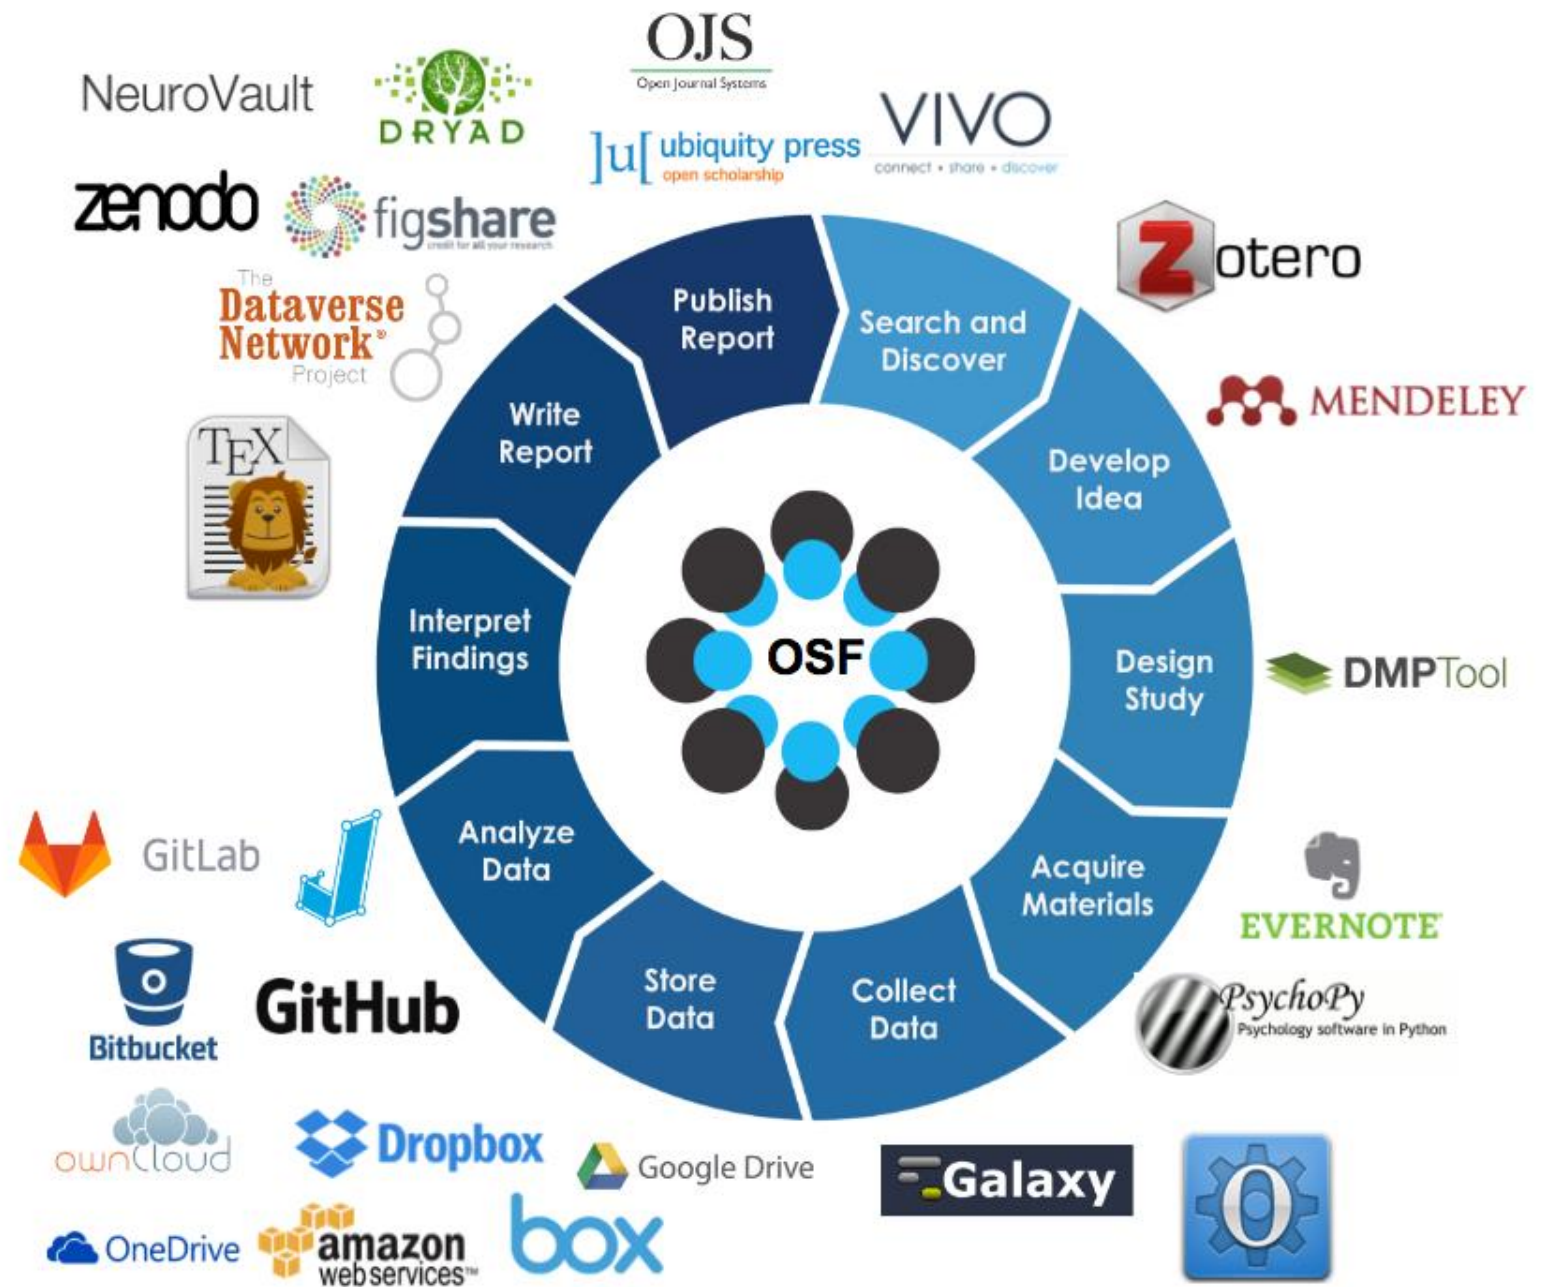 OJS
Open Journal Systems
NeuroVault
DRYAD
]u[ ubiquity press
open scholarship
VIVO
connect • share • discover
zenodo
figshare
credit for all your research
Zotero
The
Dataverse
Network®
Project
MENDELEY
Publish
Report
Search and
Discover
Write
Report
Develop
Idea
TEX
Interpret
Findings
OSF
Design
Study
DMPTool
Analyze
Data
Acquire
Materials
GitLab
EVERNOTE
Store
Data
Collect
Data
Bitbucket
GitHub
PsychoPy
Psychology software in Python
ownCloud
Dropbox
Google Drive
Galaxy
O
OneDrive
amazon
web services™
box